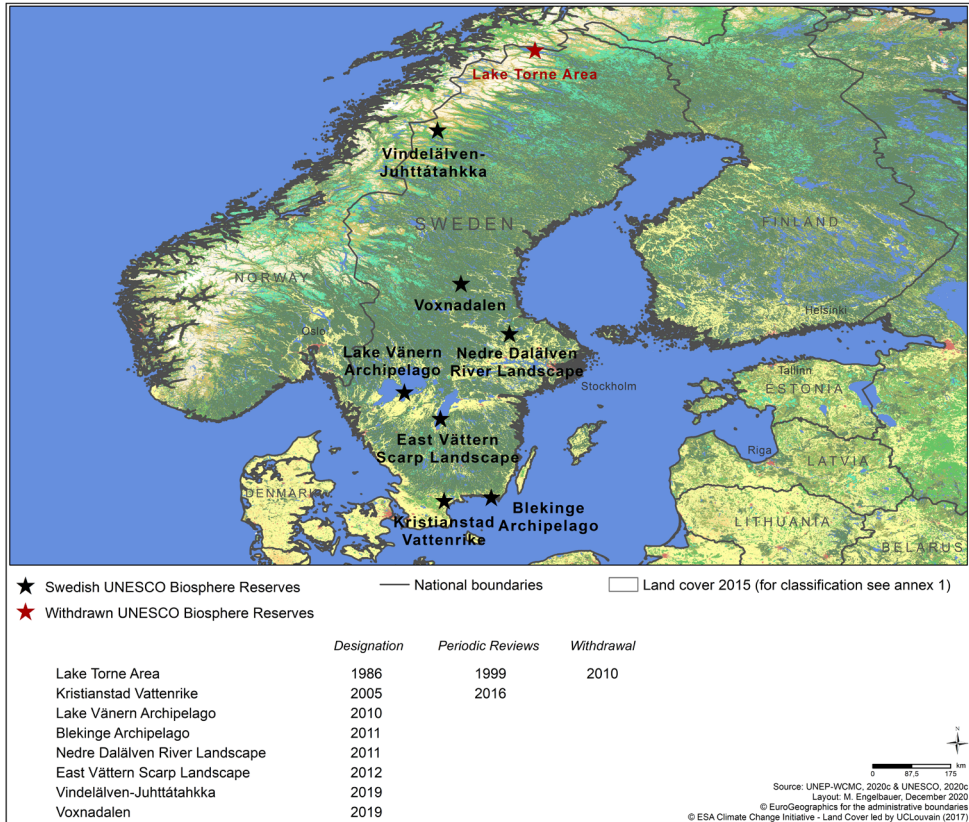 Lake Torne Area
Vindelälven-
Juhttátahkka
SWEDEN
FINLAND
NORWAY
Voxnadalen
Helsinki
Oslo
Lake Vänern
Archipelago
Nedre Dalälven
River Landscape
Tallinn
Stockholm
ESTONIA
East Vättern
Scarp Landscape
Riga
LATVIA
DENMARK
Kristianstad
Vattenrike
Blekinge
Archipelago
LITHUANIA
BELARUS
Swedish UNESCO Biosphere Reserves
National boundaries
Land cover 2015 (for classification see annex 1)
Withdrawn UNESCO Biosphere Reserves
Designation Periodic Reviews Withdrawal
Lake Torne Area 1986 1999 2010
Kristianstad Vattenrike 2005 2016
Lake Vänern Archipelago 2010
Blekinge Archipelago 2011
Nedre Dalälven River Landscape 2011
East Vättern Scarp Landscape 2012
Vindelälven-Juhttátahkka 2019
Voxnadalen 2019
N
km
0 87,5 175
Source: UNEP-WCMC, 2020c & UNESCO, 2020c
Layout: M. Engelbauer, December 2020
© EuroGeographics for the administrative boundaries
© ESA Climate Change Initiative - Land Cover led by UCLouvain (2017)